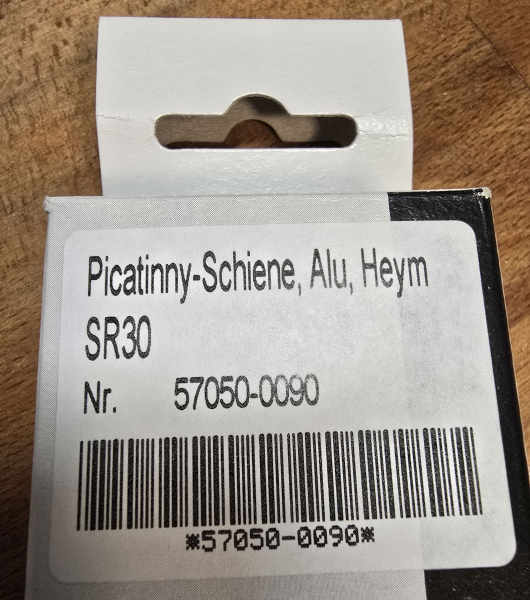 Picatinny-Schiene, Alu, Heym
SR30
Nr. 57050-0090
*57050-0090*